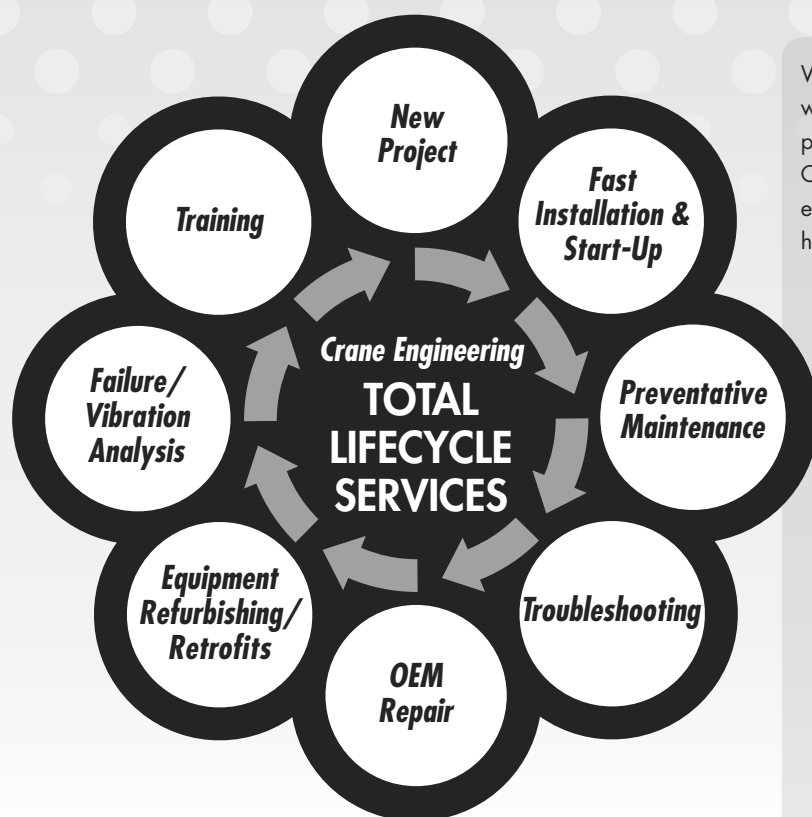 New
Project
Fast
Installation &
Start-Up
Preventative
Maintenance
Troubleshooting
OEM
Repair
Equipment
Refurbishing/
Retrofits
Failure/
Vibration
Analysis
Training
Crane Engineering
TOTAL
LIFECYCLE
SERVICES